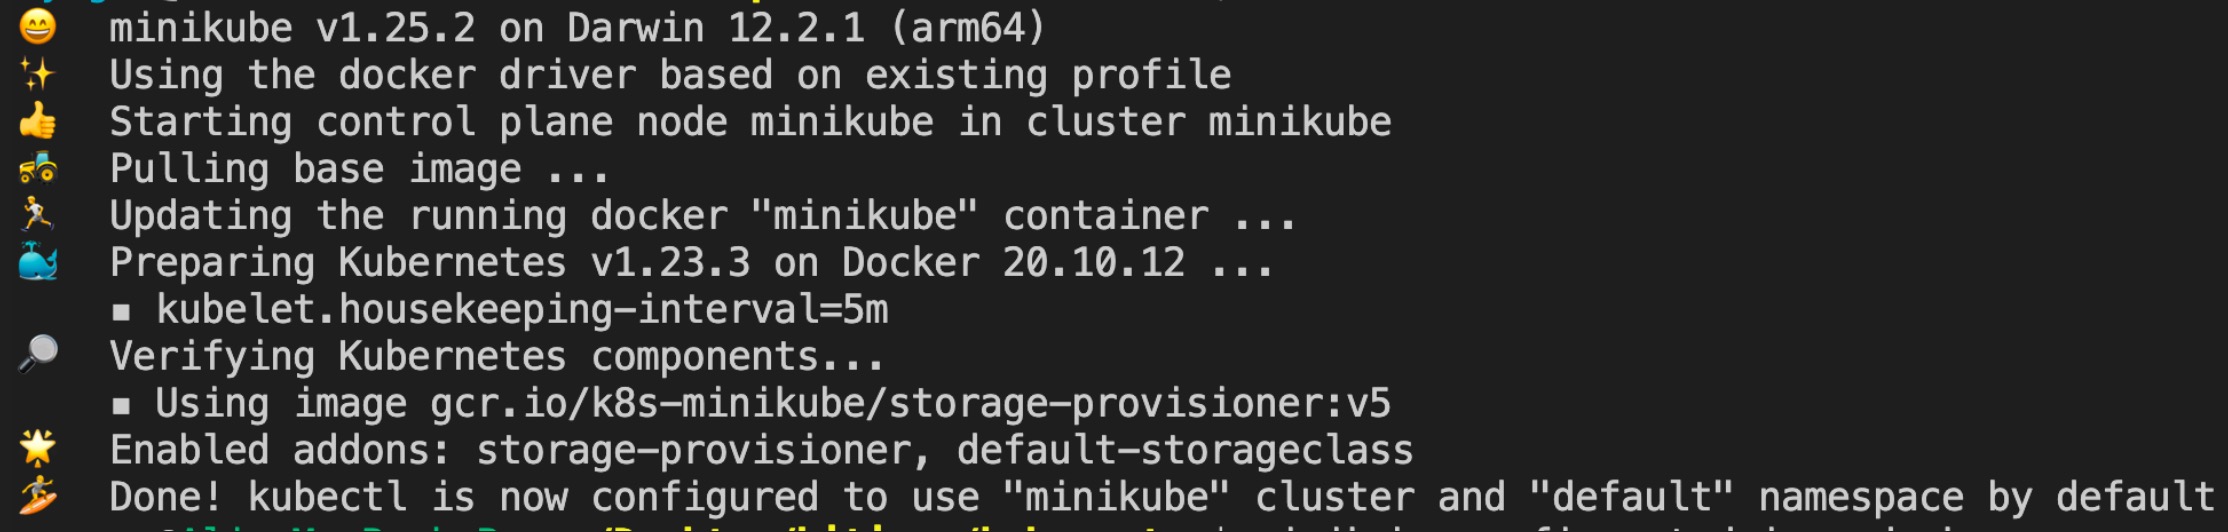 minikube v1.25.2 on Darwin 12.2.1 (arm64)
Using the docker driver based on existing profile
Starting control plane node minikube in cluster minikube
Pulling base image ...
Updating the running docker "minikube" container ...
Preparing Kubernetes v1.23.3 on Docker 20.10.12 ...
▪ kubelet.housekeeping-interval=5m
Verifying Kubernetes components...
▪ Using image gcr.io/k8s-minikube/storage-provisioner:v5
Enabled addons: storage-provisioner, default-storageclass
Done! kubectl is now configured to use "minikube" cluster and "default" namespace by default